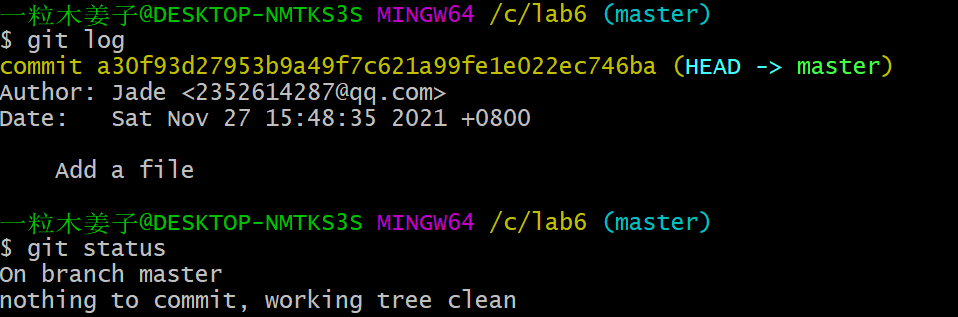 一粒木姜子@DESKTOP-NMTKS3S MINGW64 /c/lab6 (master)
$ git log
commit a30f93d27953b9a49f7c621a99fe1e022ec746ba (HEAD -> master)
Author: Jade <2352614287@qq.com>
Date:   Sat Nov 27 15:48:35 2021 +0800
    Add a file
一粒木姜子@DESKTOP-NMTKS3S MINGW64 /c/lab6 (master)
$ git status
On branch master
nothing to commit, working tree clean